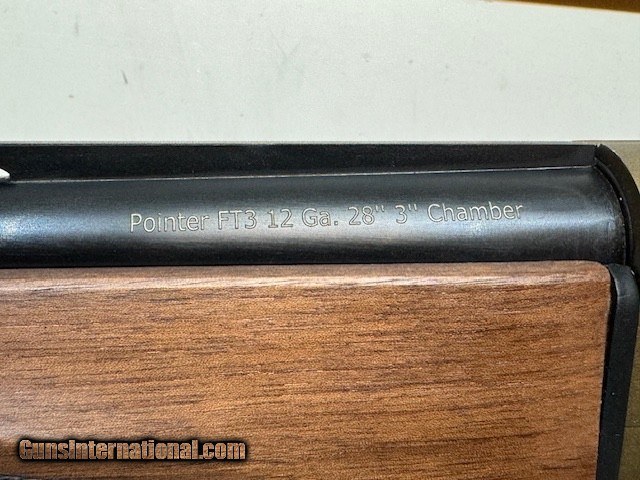 Pointer FT3 12 Ga. 28" 3" Chamber
GunsInternational.com